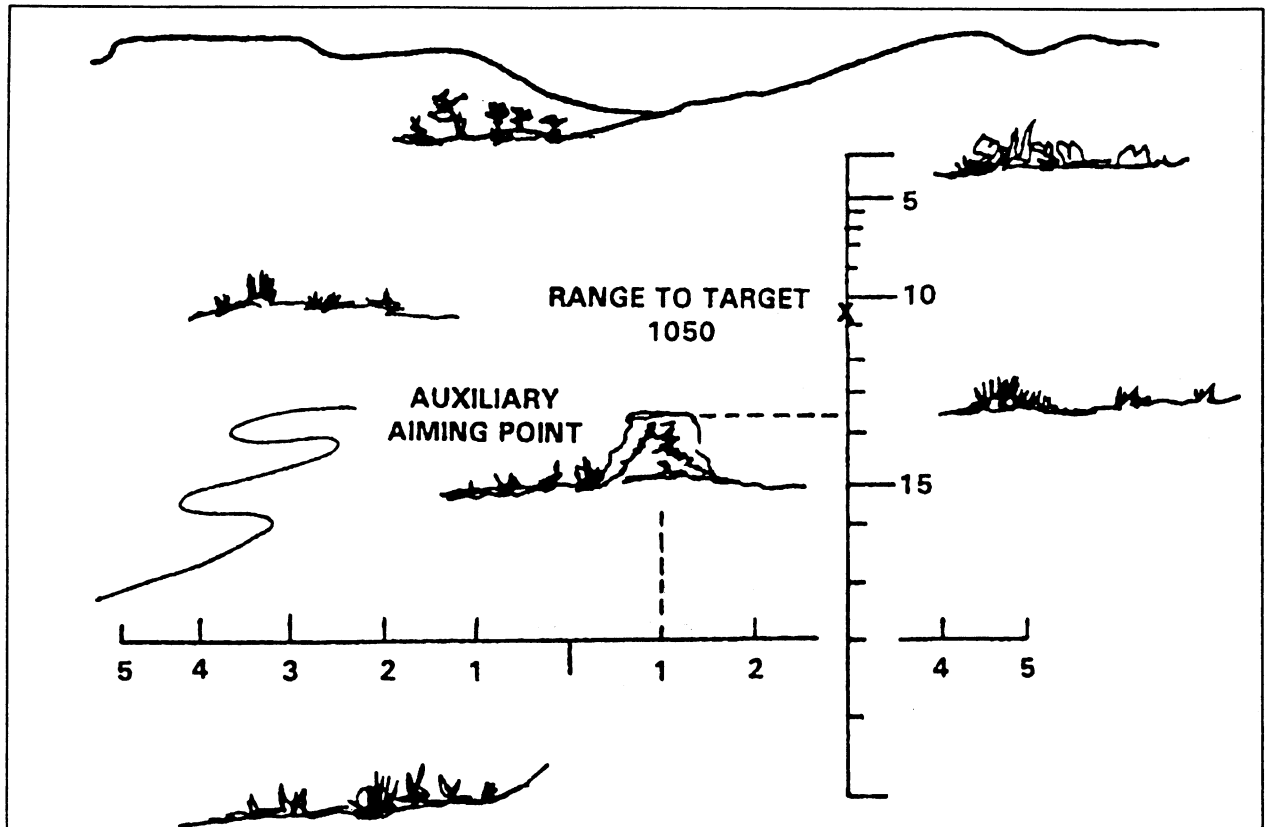 5
10
RANGE TO TARGET
1050
X
AUXILIARY
AIMING POINT
15
5 4 3 2 1 1 2 4 5